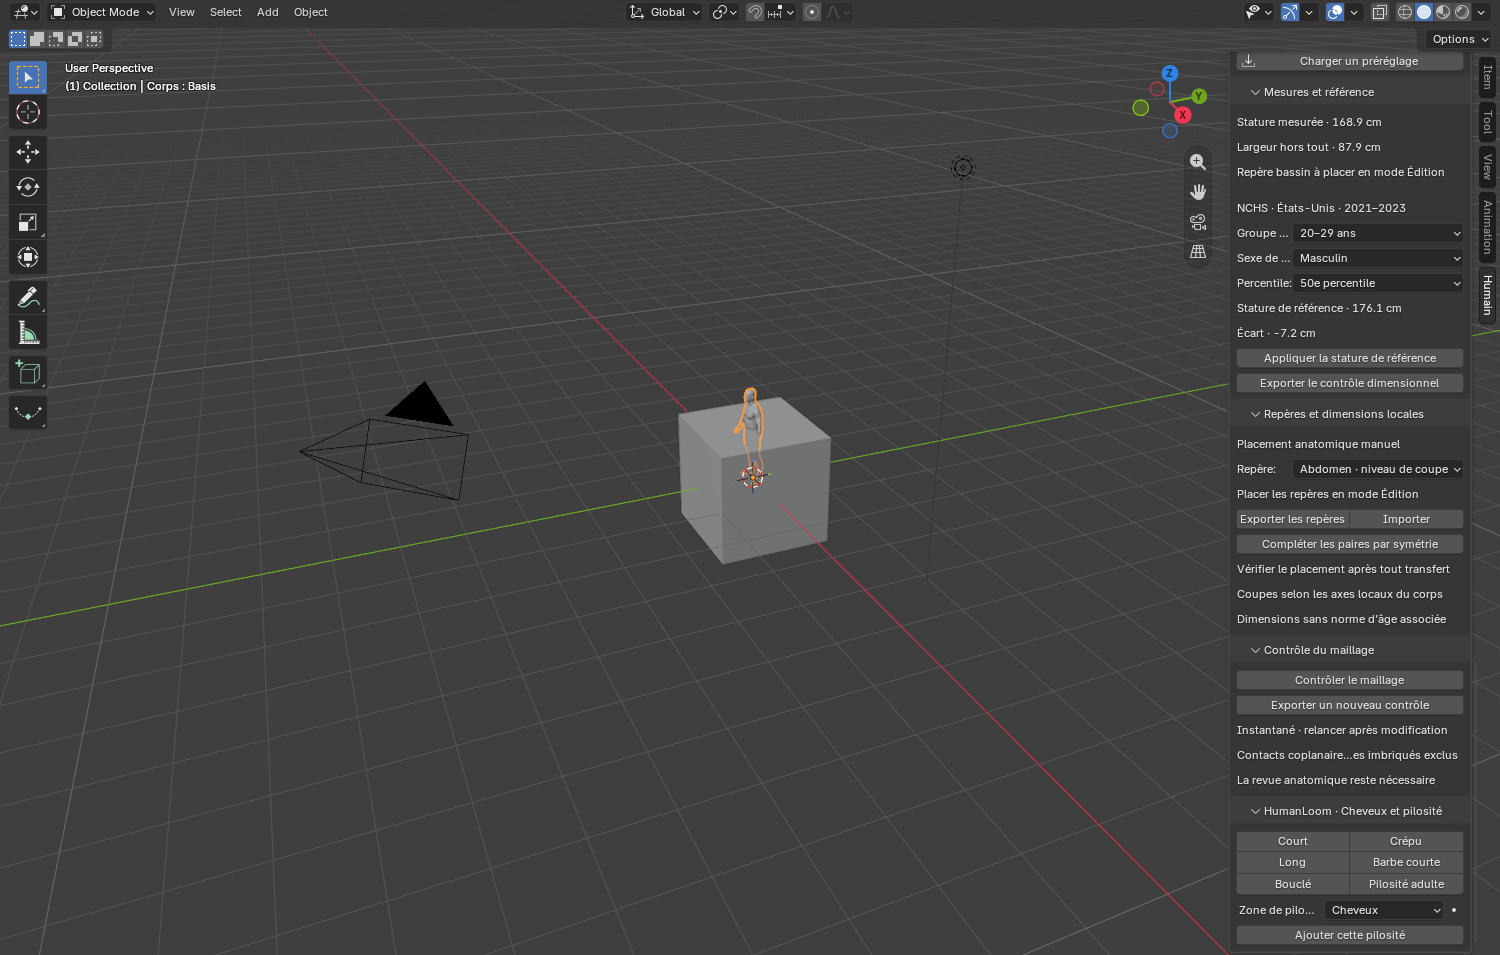 Object Mode View Select Add Object Global
Options
User Perspective
(1) Collection | Corps : Basis
Z
Y
X
Item
Tool
View
Animation
Humain
Charger un préréglage
Mesures et référence
Stature mesurée · 168.9 cm
Largeur hors tout · 87.9 cm
Repère bassin à placer en mode Édition
NCHS · États-Unis · 2021–2023
Groupe ... 20–29 ans
Sexe de ... Masculin
Percentile: 50e percentile
Stature de référence · 176.1 cm
Écart · -7.2 cm
Appliquer la stature de référence
Exporter le contrôle dimensionnel
Repères et dimensions locales
Placement anatomique manuel
Repère: Abdomen · niveau de coupe
Placer les repères en mode Édition
Exporter les repères Importer
Compléter les paires par symétrie
Vérifier le placement après tout transfert
Coupes selon les axes locaux du corps
Dimensions sans norme d’âge associée
Contrôle du maillage
Contrôler le maillage
Exporter un nouveau contrôle
Instantané · relancer après modification
Contacts coplanaire...es imbriqués exclus
La revue anatomique reste nécessaire
HumanLoom · Cheveux et pilosité
Court Crépu
Long Barbe courte
Bouclé Pilosité adulte
Zone de pilo... Cheveux
Ajouter cette pilosité